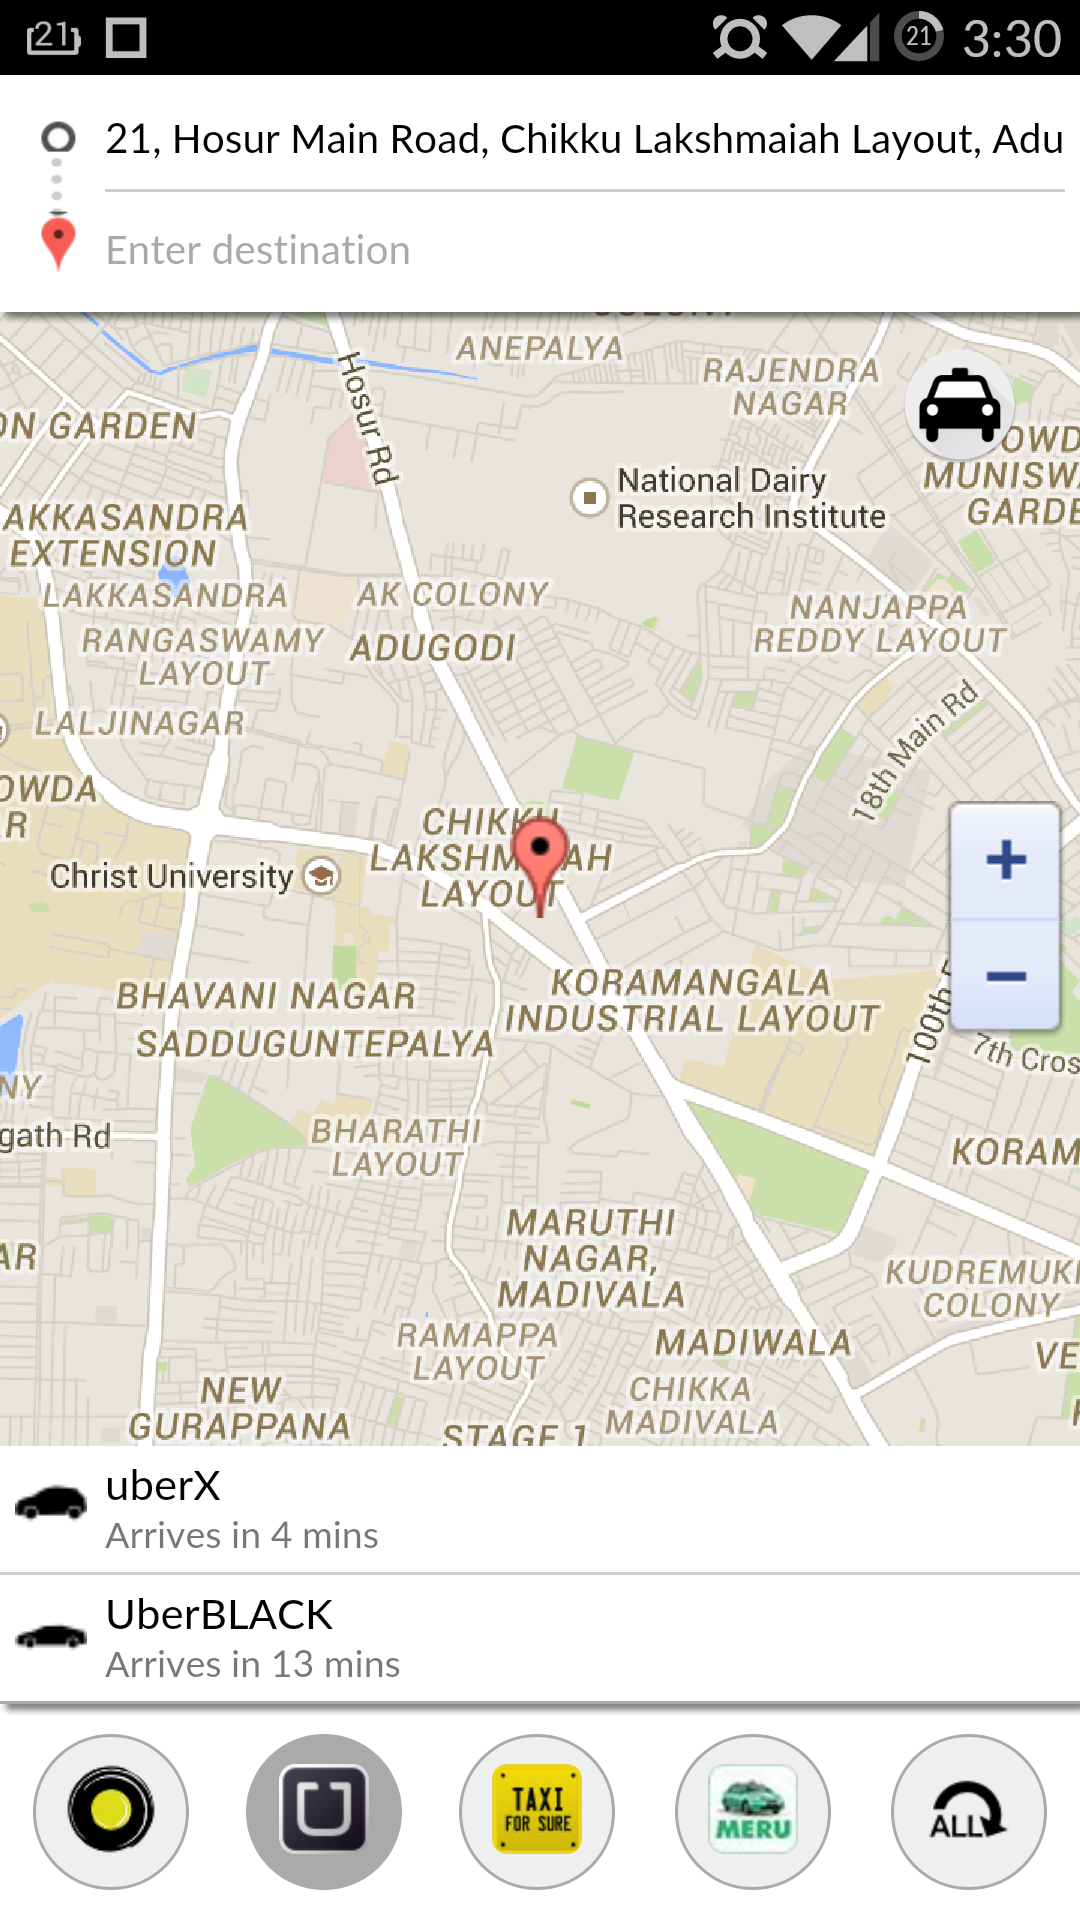 21
21
3:30
21, Hosur Main Road, Chikku Lakshmaiah Layout, Adu
Enter destination
ANEPALYA
Hosur Rd
RAJENDRA
NAGAR
ON GARDEN
OWD
MUNISWA
GARDE
National Dairy
Research Institute
AKKASANDRA
EXTENSION
LAKKASANDRA
AK COLONY
NANJAPPA
REDDY LAYOUT
RANGASWAMY
LAYOUT
ADUGODI
LALJINAGAR
18th Main Rd
OWDA
R
CHIKKU
LAKSHM AH
LAYOUT
Christ University
+
−
KORAMANGALA
INDUSTRIAL LAYOUT
BHAVANI NAGAR
SADDUGUNTEPALYA
100th F
7th Cros
NY
gath Rd
BHARATHI
LAYOUT
KORAM
MARUTHI
NAGAR,
MADIVALA
AR
KUDREMUKH
COLONY
RAMAPPA
LAYOUT
MADIWALA
VE
CHIKKA
MADIVALA
NEW
GURAPPANA
STAGE 1
uberX
Arrives in 4 mins
UberBLACK
Arrives in 13 mins
U
TAXI
FOR SURE
MERU
ALL